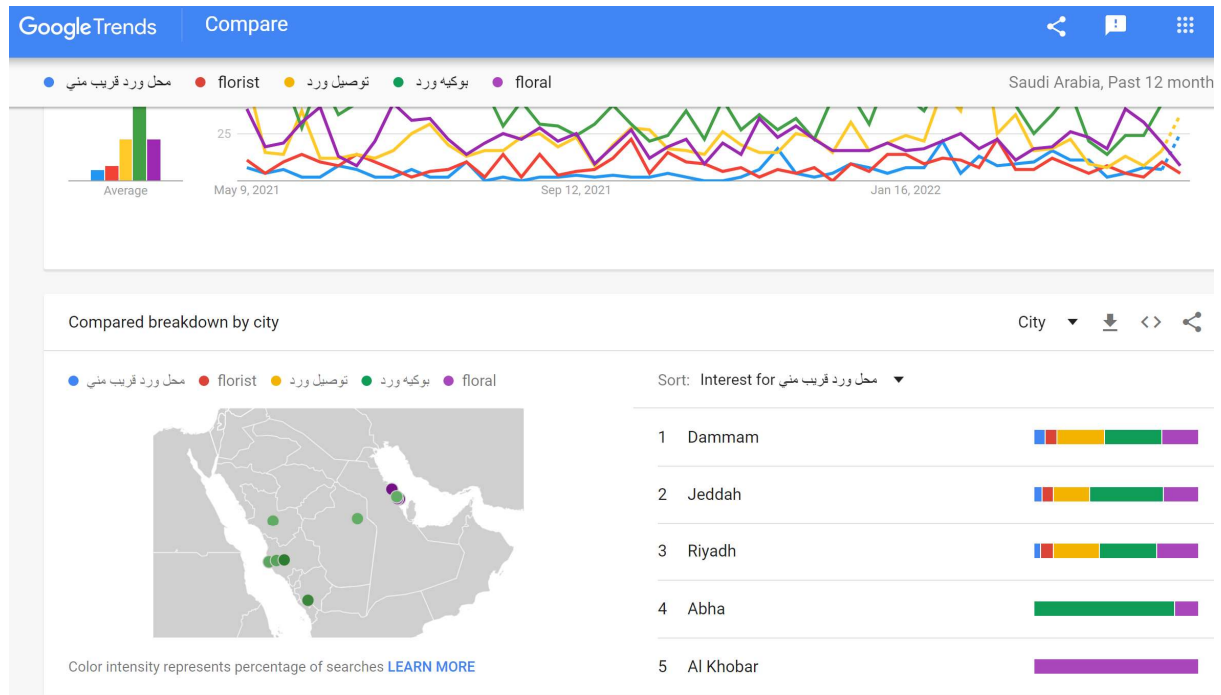 Google Trends Compare
محل ورد قريب مني florist توصيل ورد بوكيه ورد floral Saudi Arabia, Past 12 month
25
Average May 9, 2021 Sep 12, 2021 Jan 16, 2022
Compared breakdown by city City
محل ورد قريب مني florist توصيل ورد بوكيه ورد floral
Sort: Interest for محل ورد قريب مني
1 Dammam
2 Jeddah
3 Riyadh
4 Abha
5 Al Khobar
Color intensity represents percentage of searches LEARN MORE